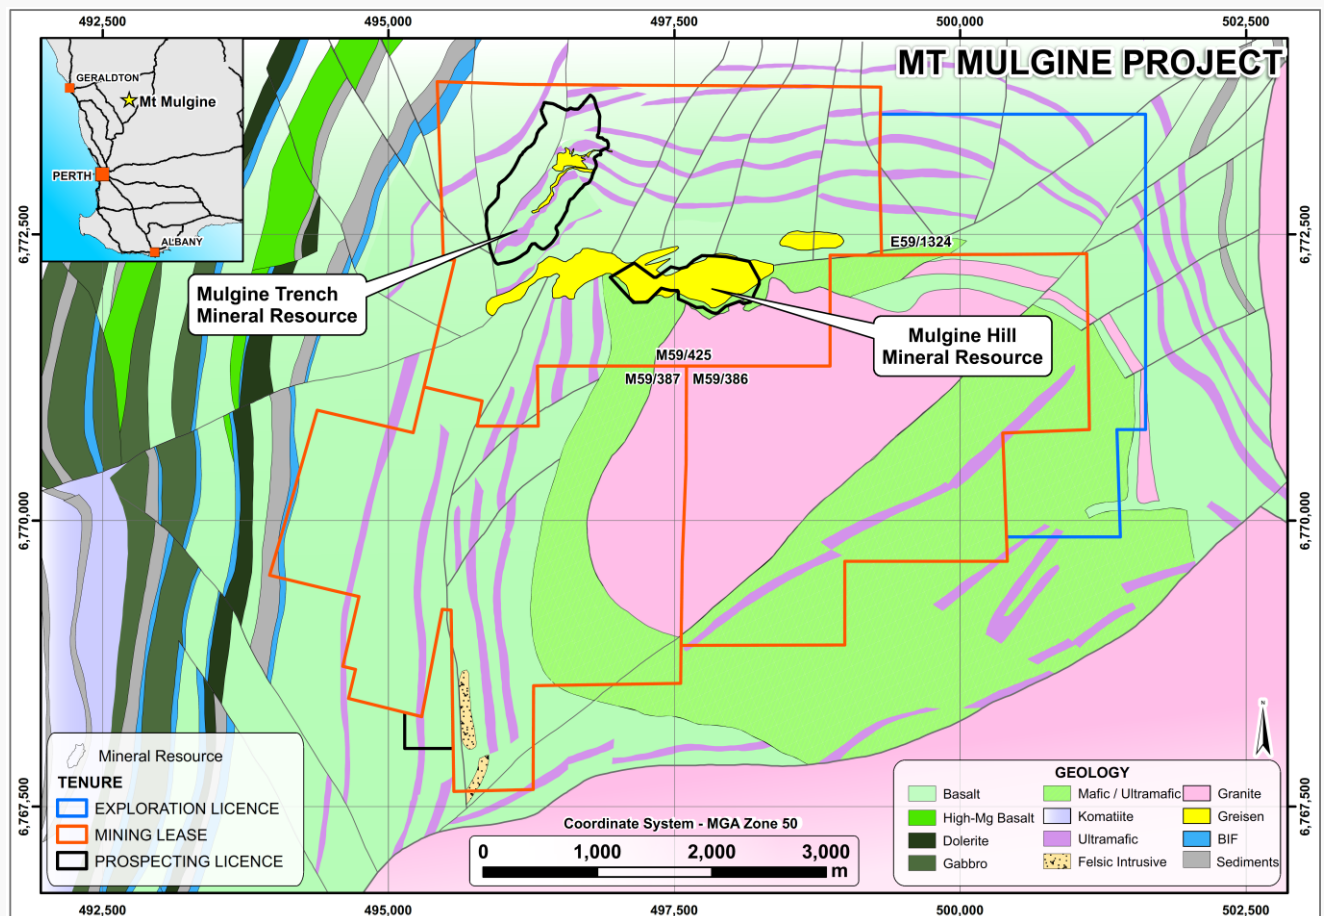 492,500
495,000
497,500
500,000
502,500
MT MULGINE PROJECT
GERALDTON
Mt Mulgine
PERTH
ALBANY
6,772,500
6,772,500
E59/1324
Mulgine Trench
Mineral Resource
Mulgine Hill
Mineral Resource
M59/425
M59/387
M59/386
6,770,000
6,770,000
N
Mineral Resource
TENURE
EXPLORATION LICENCE
MINING LEASE
PROSPECTING LICENCE
6,767,500
6,767,500
Coordinate System - MGA Zone 50
0 1,000 2,000 3,000
m
GEOLOGY
Basalt
High-Mg Basalt
Dolerite
Gabbro
Mafic / Ultramafic
Komatiite
Ultramafic
Felsic Intrusive
Granite
Greisen
BIF
Sediments
492,500
495,000
497,500
500,000
502,500